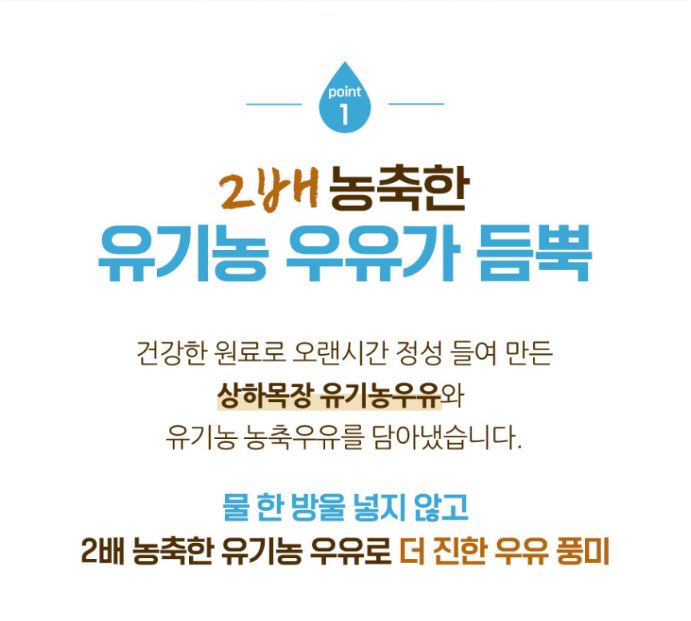 point
1
2배 농축한
유기농 우유가 듬뿍
건강한 원료로 오랜시간 정성 들여 만든
상하목장 유기농우유와
유기농 농축우유를 담아냈습니다.
물 한 방울 넣지 않고
2배 농축한 유기농 우유로 더 진한 우유 풍미